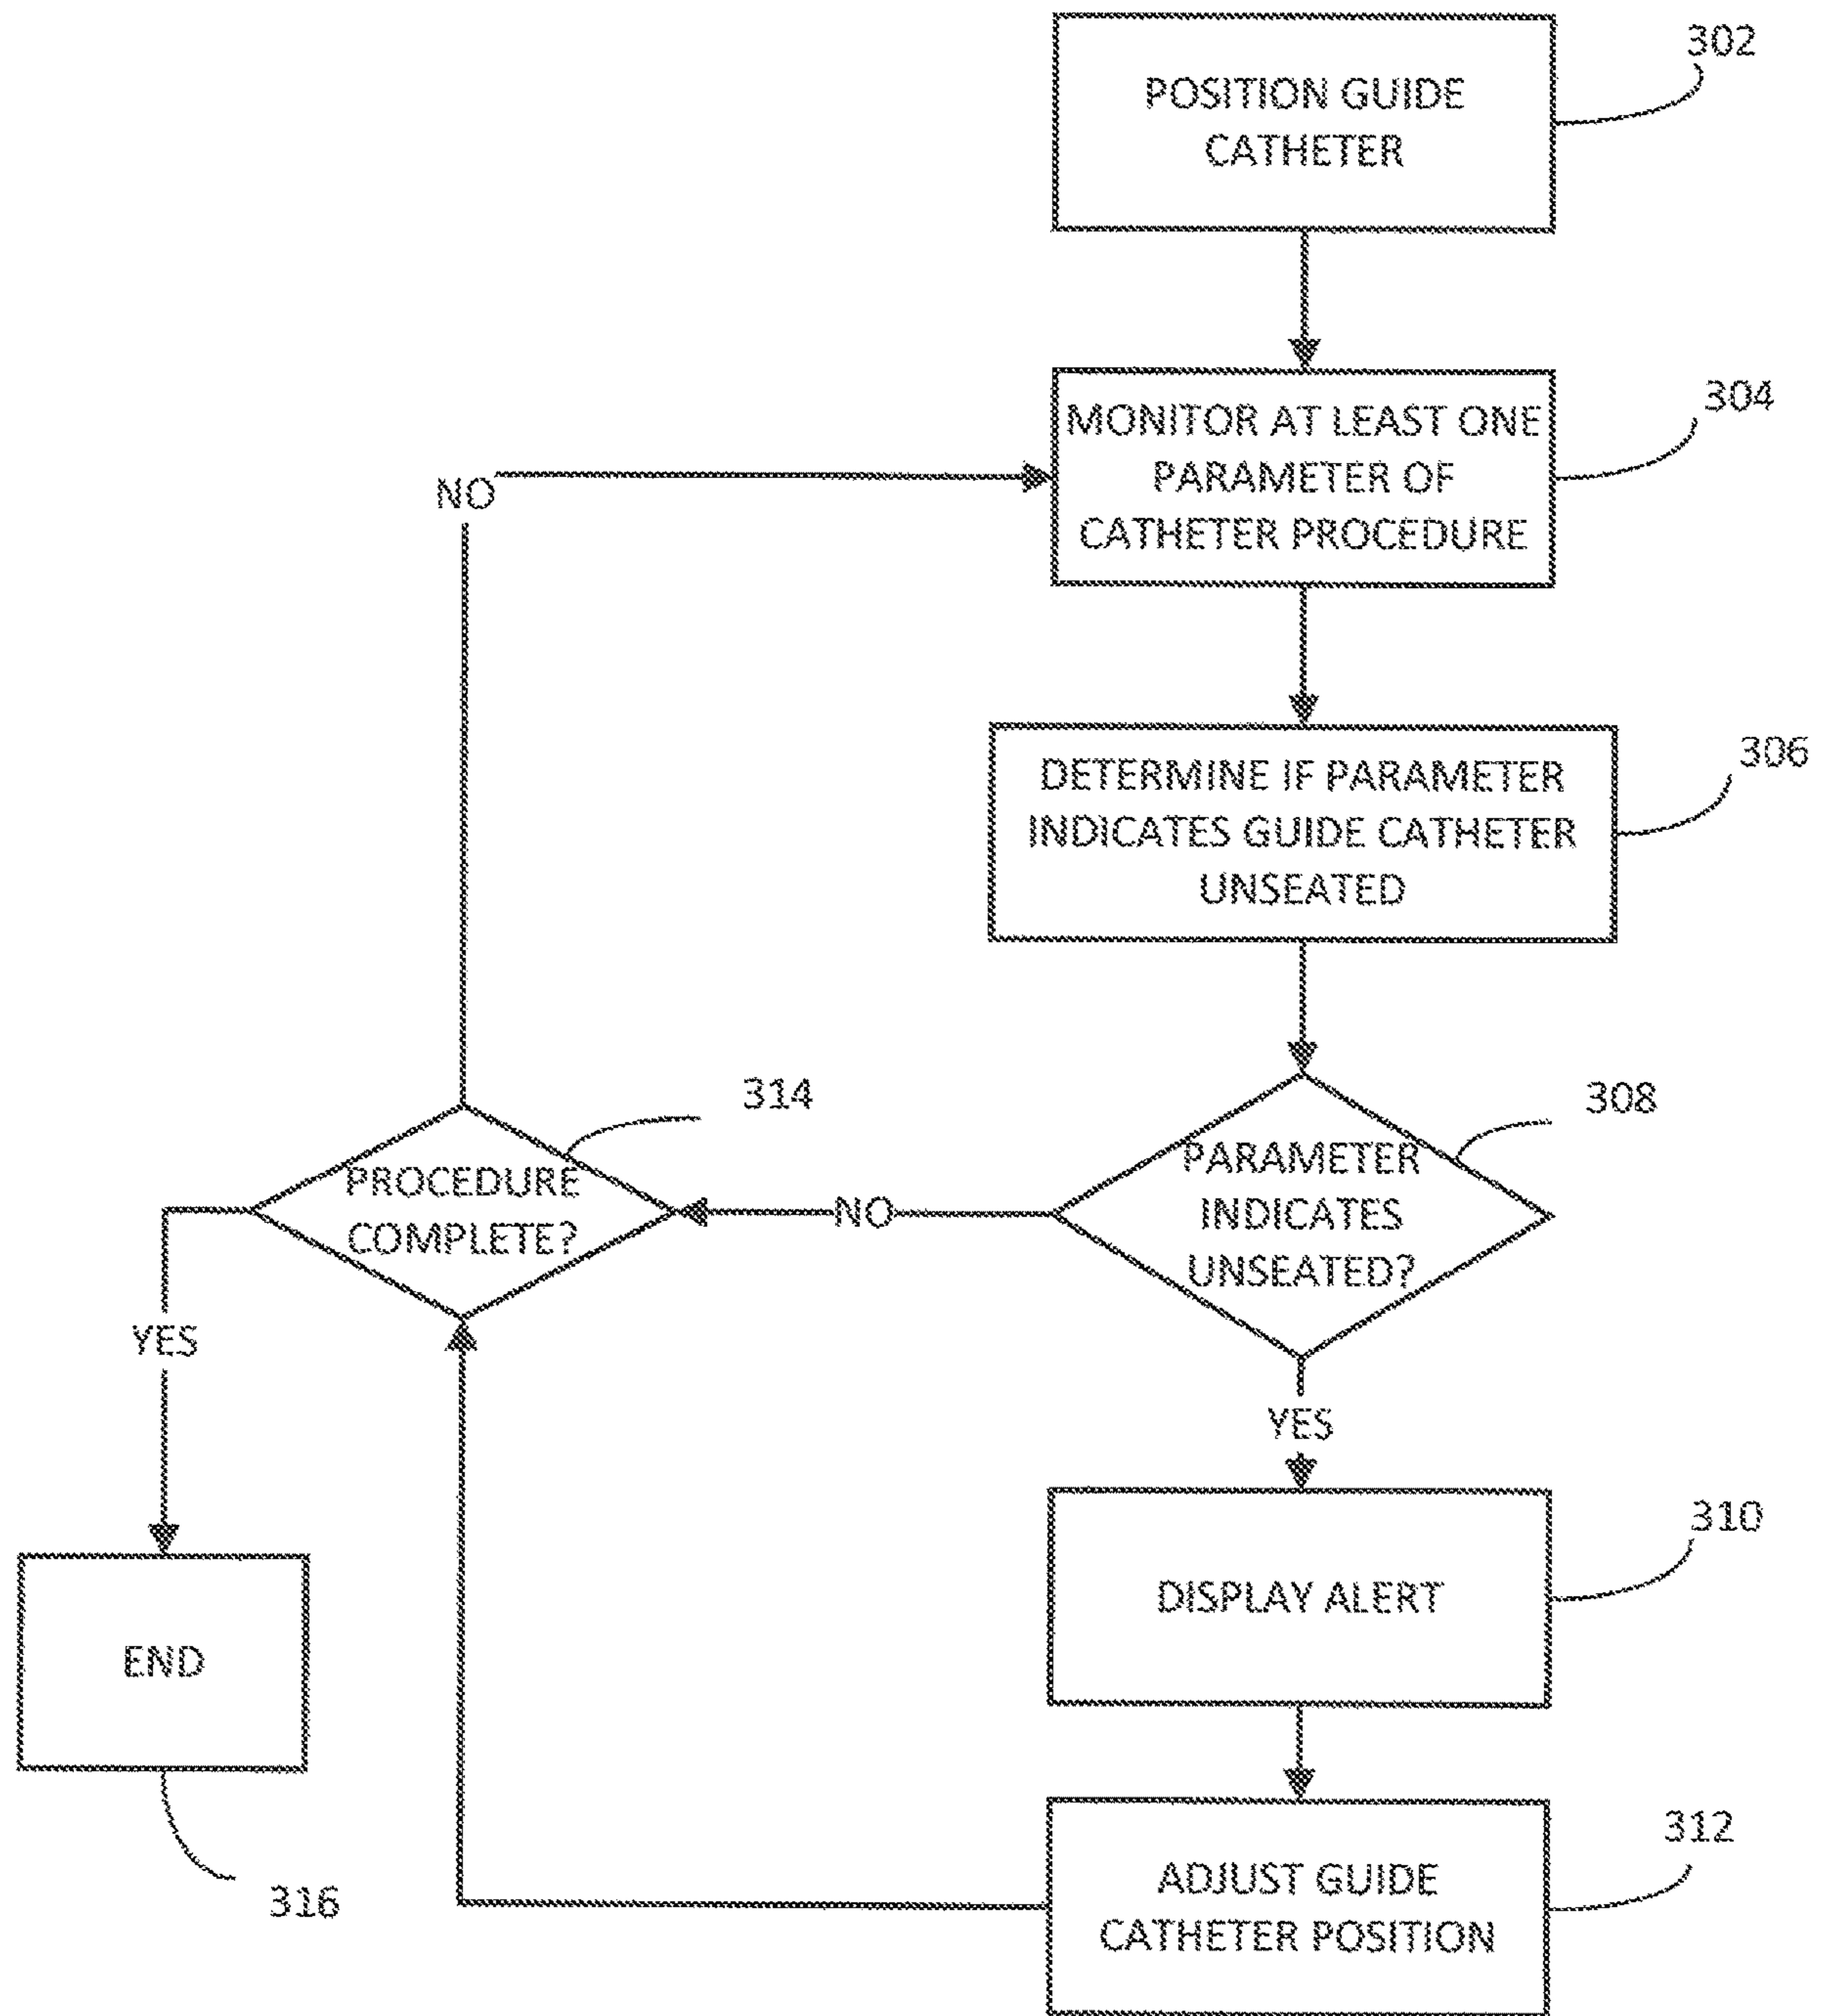 302
POSITION GUIDE
CATHETER
304
MONITOR AT LEAST ONE
PARAMETER OF
CATHETER PROCEDURE
NO
306
DETERMINE IF PARAMETER
INDICATES GUIDE CATHETER
UNSEATED
314
308
PROCEDURE
COMPLETE?
NO
PARAMETER
INDICATES
UNSEATED?
YES
YES
310
DISPLAY ALERT
END
312
316
ADJUST GUIDE
CATHETER POSITION